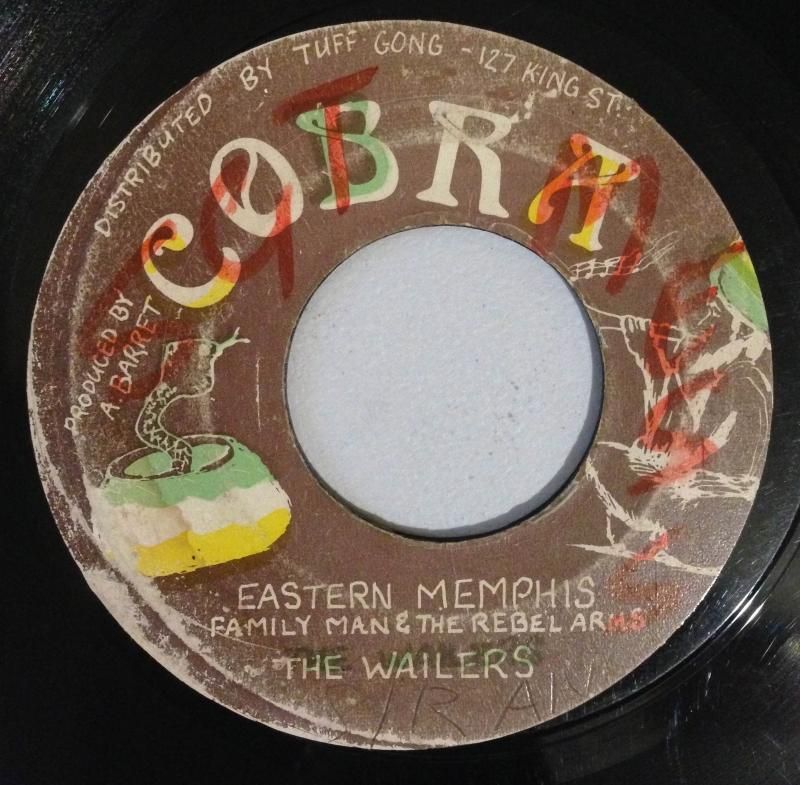 DISTRIBUTED BY TUFF GONG - 127 KING ST.
COBRA
PRODUCED BY
A. BARRET
EASTERN MEMPHIS
FAMILY MAN & THE REBEL ARMS
THE WAILERS